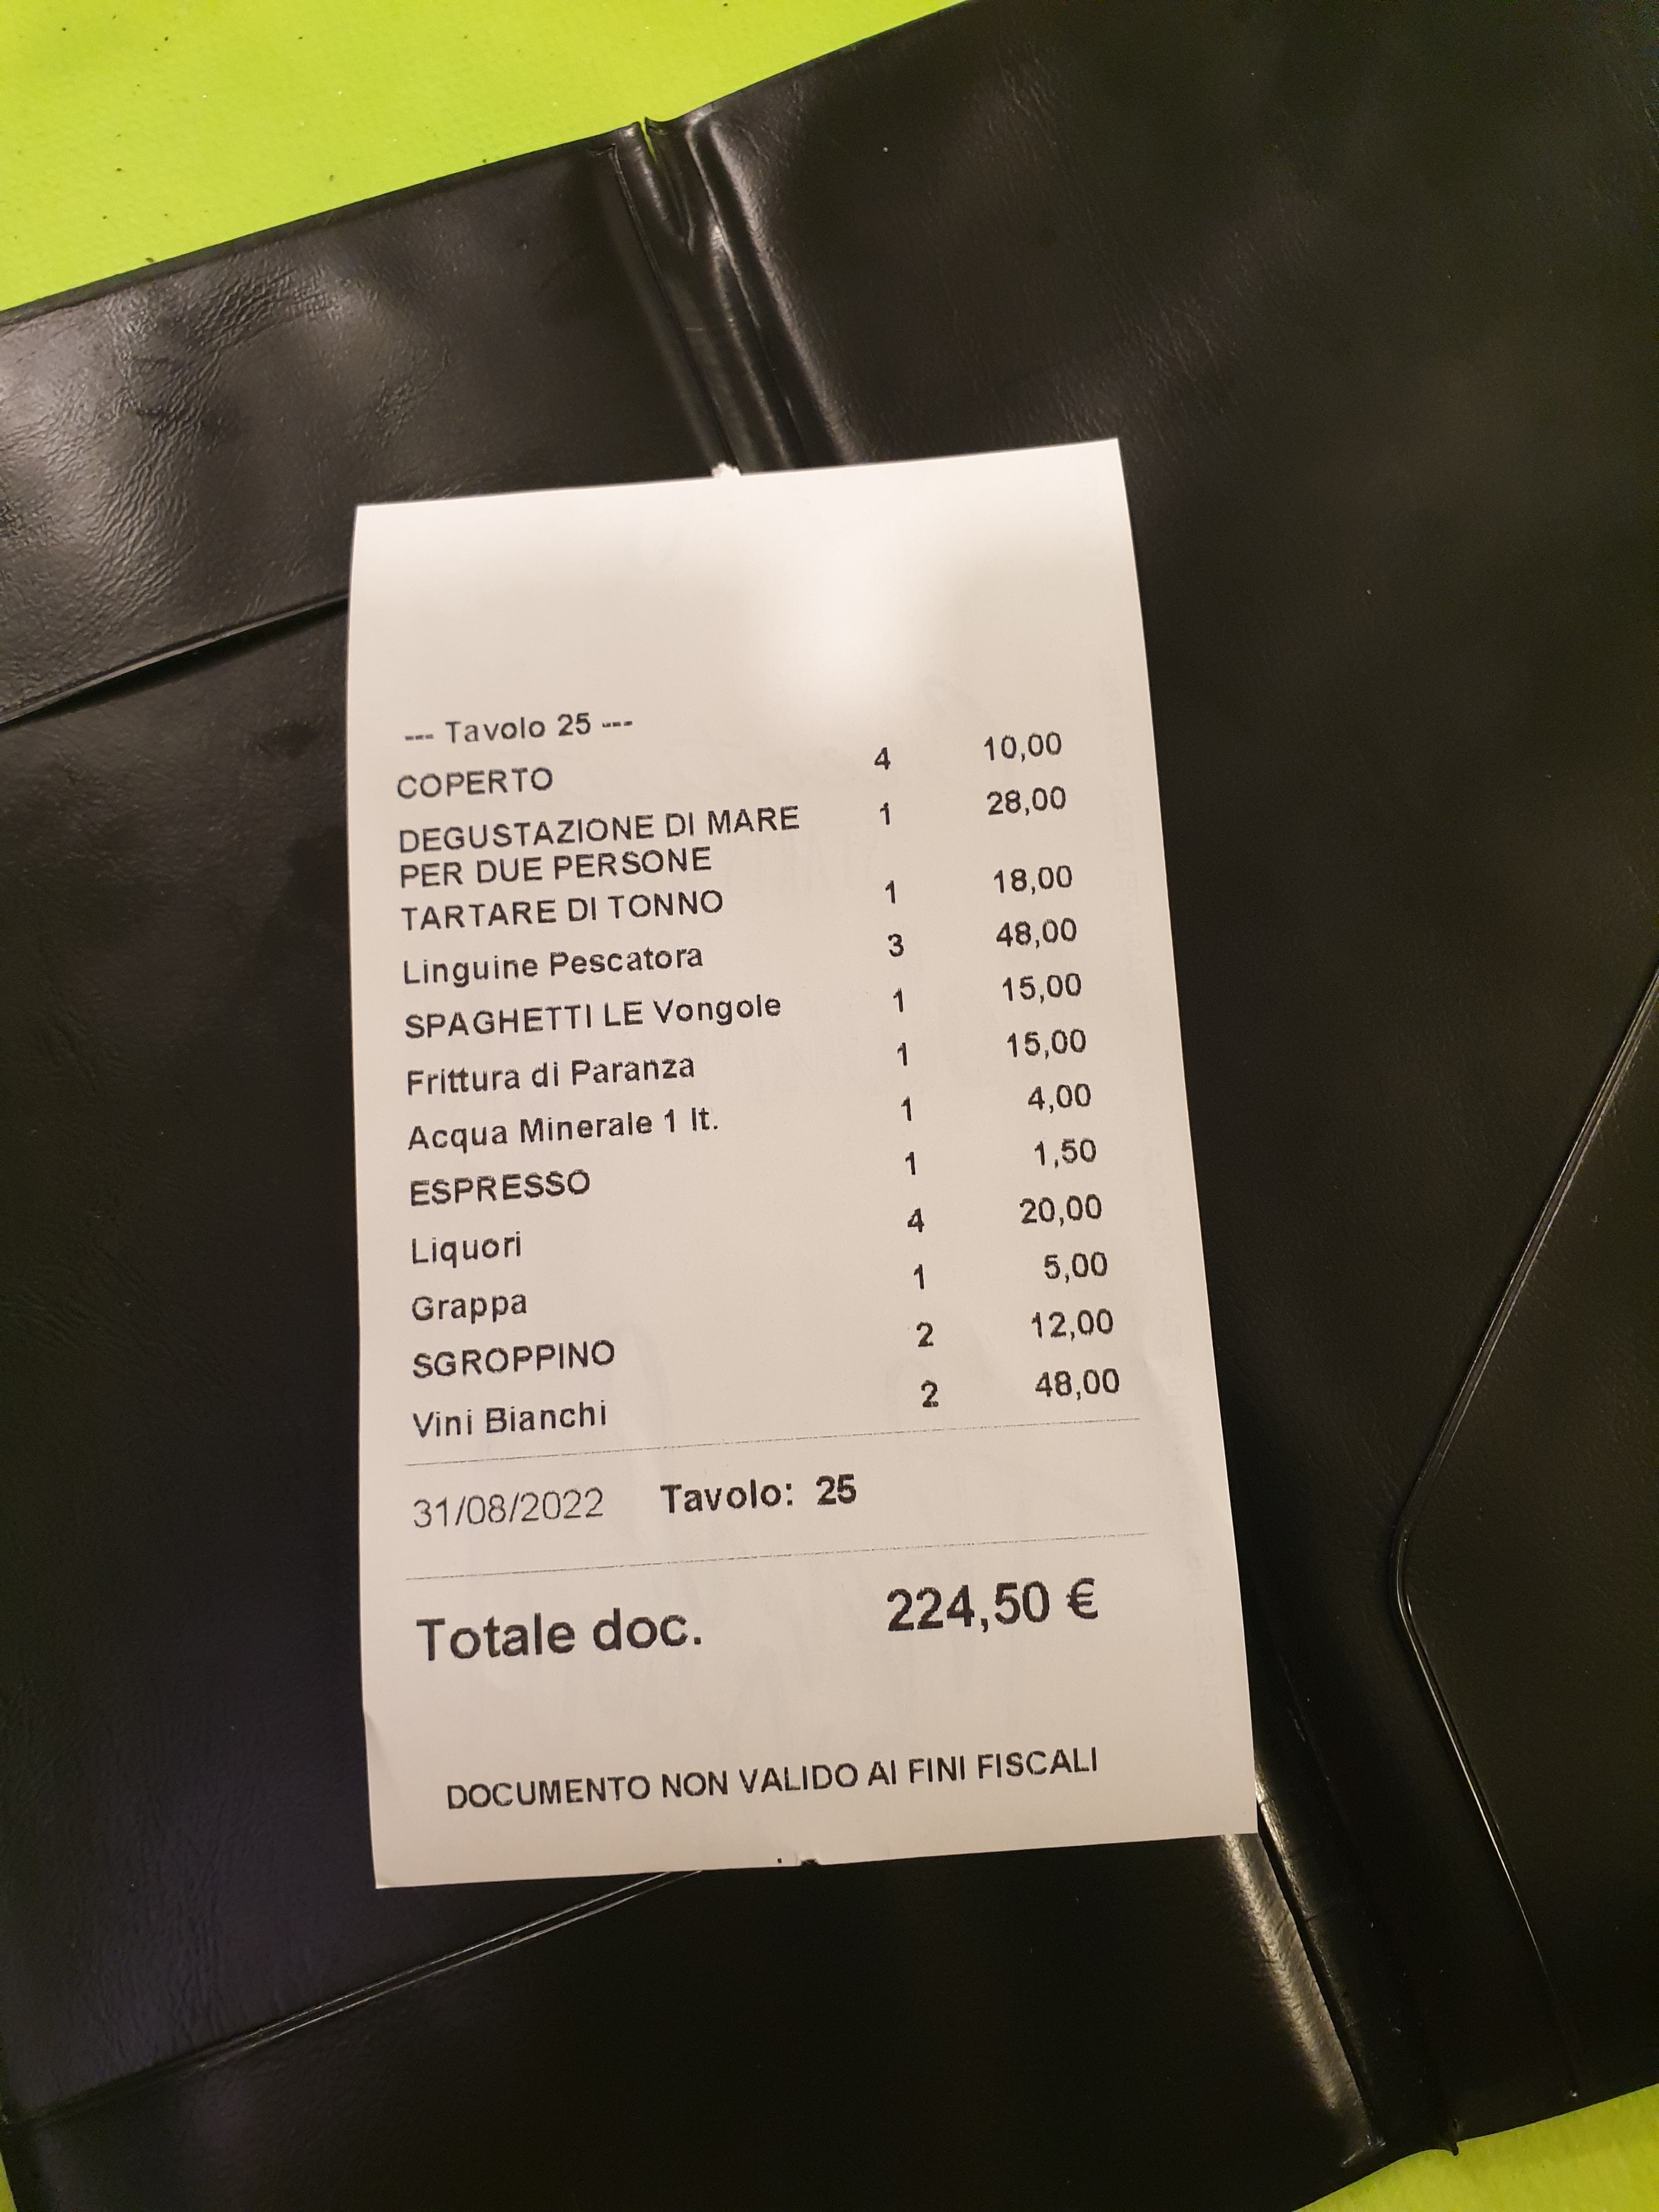 --- Tavolo 25 ---
COPERTO 4 10,00
DEGUSTAZIONE DI MARE 1 28,00
PER DUE PERSONE
TARTARE DI TONNO 1 18,00
Linguine Pescatora 3 48,00
SPAGHETTI LE Vongole 1 15,00
Frittura di Paranza 1 15,00
Acqua Minerale 1 lt. 1 4,00
ESPRESSO 1 1,50
Liquori 4 20,00
Grappa 1 5,00
SGROPPINO 2 12,00
Vini Bianchi 2 48,00
31/08/2022 Tavolo: 25
Totale doc. 224,50 €
DOCUMENTO NON VALIDO AI FINI FISCALI